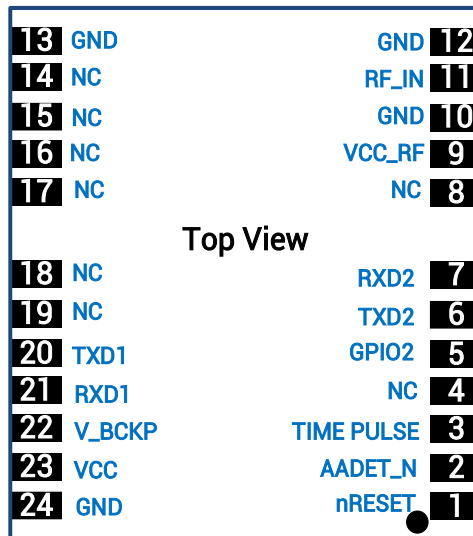 13 GND GND 12
14 NC RF_IN 11
15 NC GND 10
16 NC VCC_RF 9
17 NC NC 8
Top View
18 NC RXD2 7
19 NC TXD2 6
20 TXD1 GPIO2 5
21 RXD1 NC 4
22 V_BCKP TIME PULSE 3
23 VCC AADET_N 2
24 GND nRESET 1